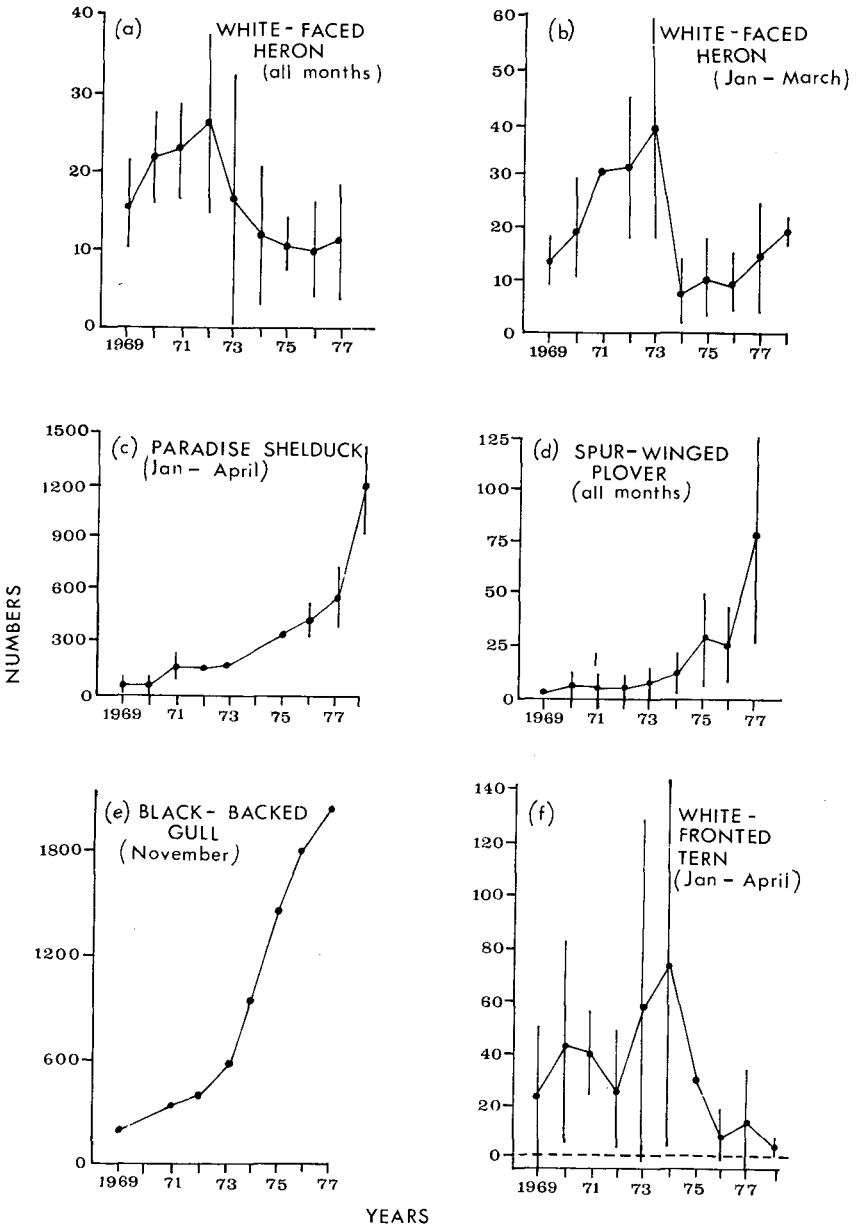 (a) WHITE-FACED
HERON
(all months)
40
30
20
10
0
1969 71 73 75 77
(b) WHITE-FACED
HERON
(Jan – March)
60
50
40
30
20
10
0
1969 71 73 75 77
(c) PARADISE SHELDUCK
(Jan – April)
1500
1200
900
600
300
0
1969 71 73 75 77
(d) SPUR-WINGED
PLOVER
(all months)
125
100
75
50
25
0
1969 71 73 75 77
NUMBERS
(e) BLACK-BACKED
GULL
(November)
1800
1200
600
0
1969 71 73 75 77
(f) WHITE-
FRONTED
TERN
(Jan – April)
140
120
100
80
60
40
20
0
1969 71 73 75 77
YEARS